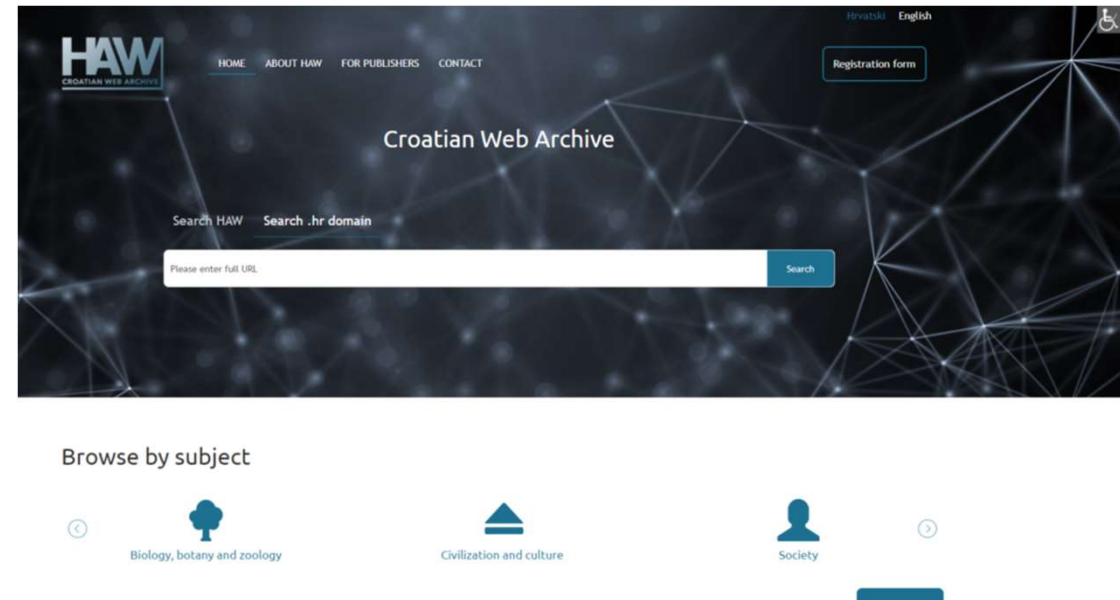 Hrvatski English
HAW
CROATIAN WEB ARCHIVE
HOME ABOUT HAW FOR PUBLISHERS CONTACT
Registration form
Croatian Web Archive
Search HAW Search .hr domain
Please enter full URL
Search
Browse by subject
Biology, botany and zoology Civilization and culture Society